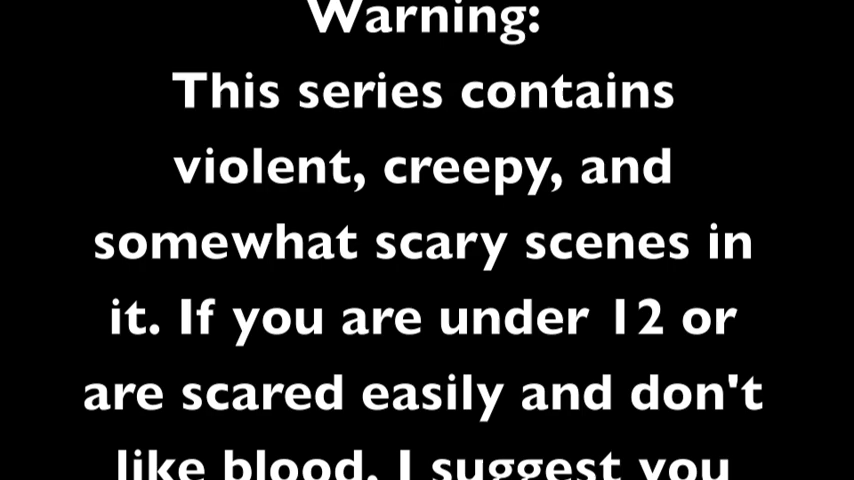 Warning:
This series contains
violent, creepy, and
somewhat scary scenes in
it. If you are under 12 or
are scared easily and don't
like blood, I suggest you